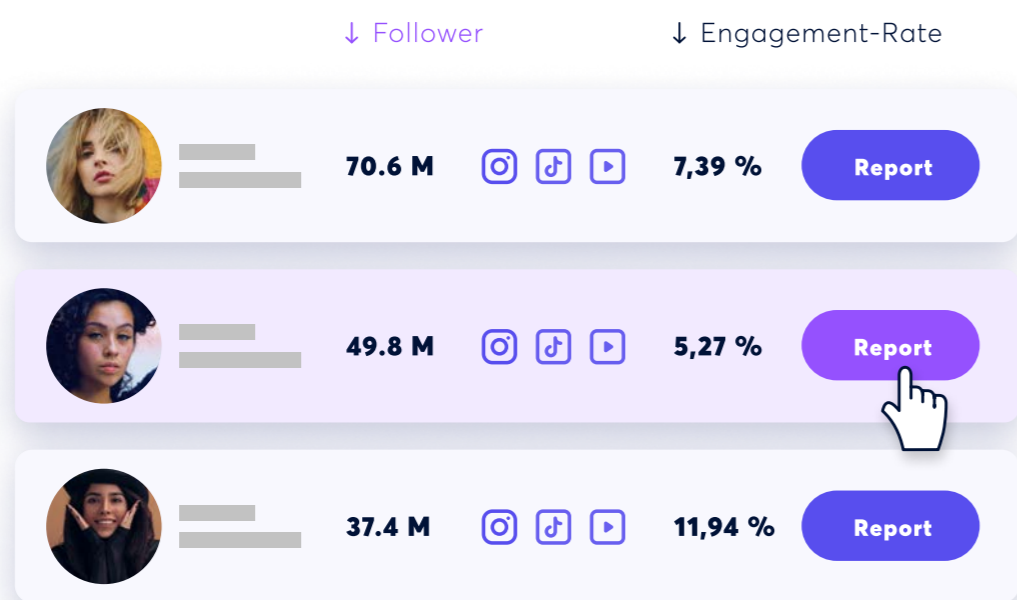 ↓ Follower
↓ Engagement-Rate
70.6 M
7,39 %
Report
49.8 M
5,27 %
Report
37.4 M
11,94 %
Report